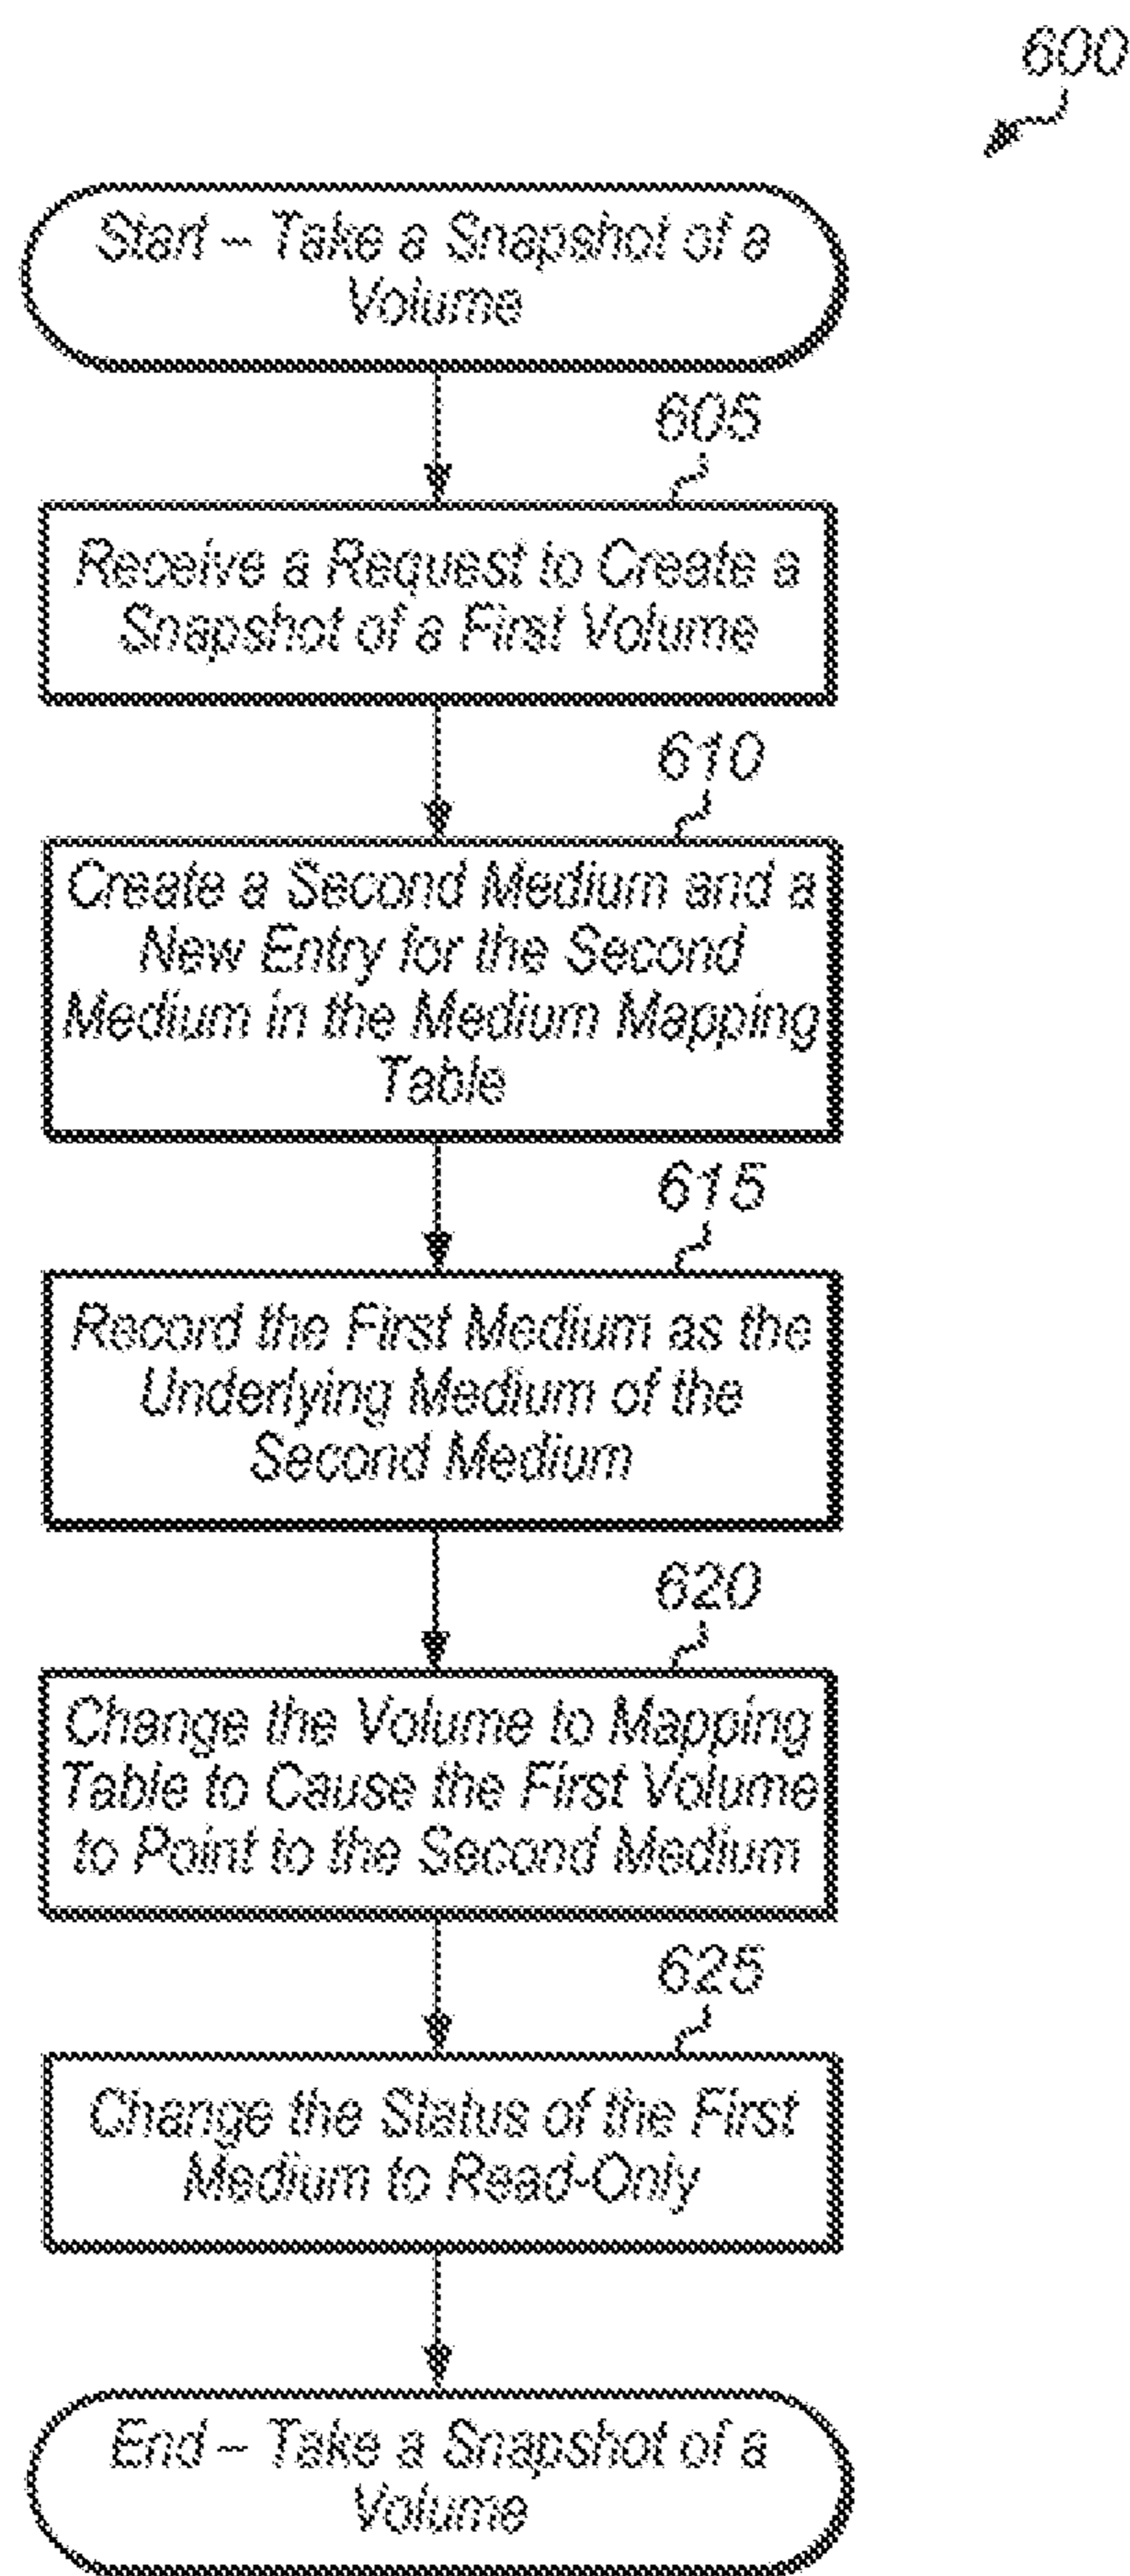 600
Start – Take a Snapshot of a
Volume
605
Receive a Request to Create a
Snapshot of a First Volume
610
Create a Second Medium and a
New Entry for the Second
Medium in the Medium Mapping
Table
615
Record the First Medium as the
Underlying Medium of the
Second Medium
620
Change the Volume to Mapping
Table to Cause the First Volume
to Point to the Second Medium
625
Change the Status of the First
Medium to Read-Only
End – Take a Snapshot of a
Volume